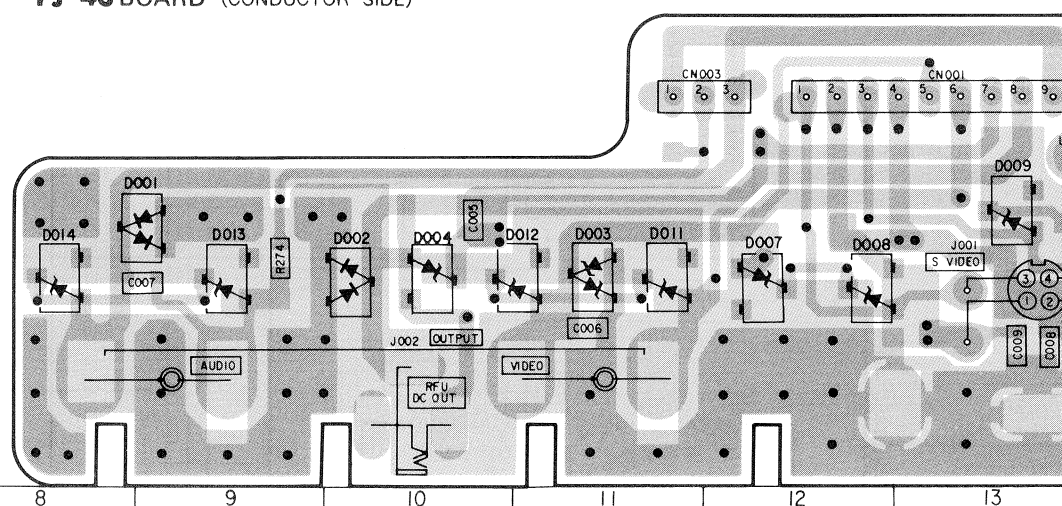 BOARD (CONDUCTOR SIDE)
CN003
1 2 3
CN001
1 2 3 4 5 6 7 8 9
D001
D009
D014
D013
D002
D004
C005
D012
D003
D011
D007
D008
J001
S VIDEO
R274
C007
3 4
1 2
C006
J002
OUTPUT
C009
C008
AUDIO
VIDEO
RFU
DC OUT
8 9 10 11 12 13